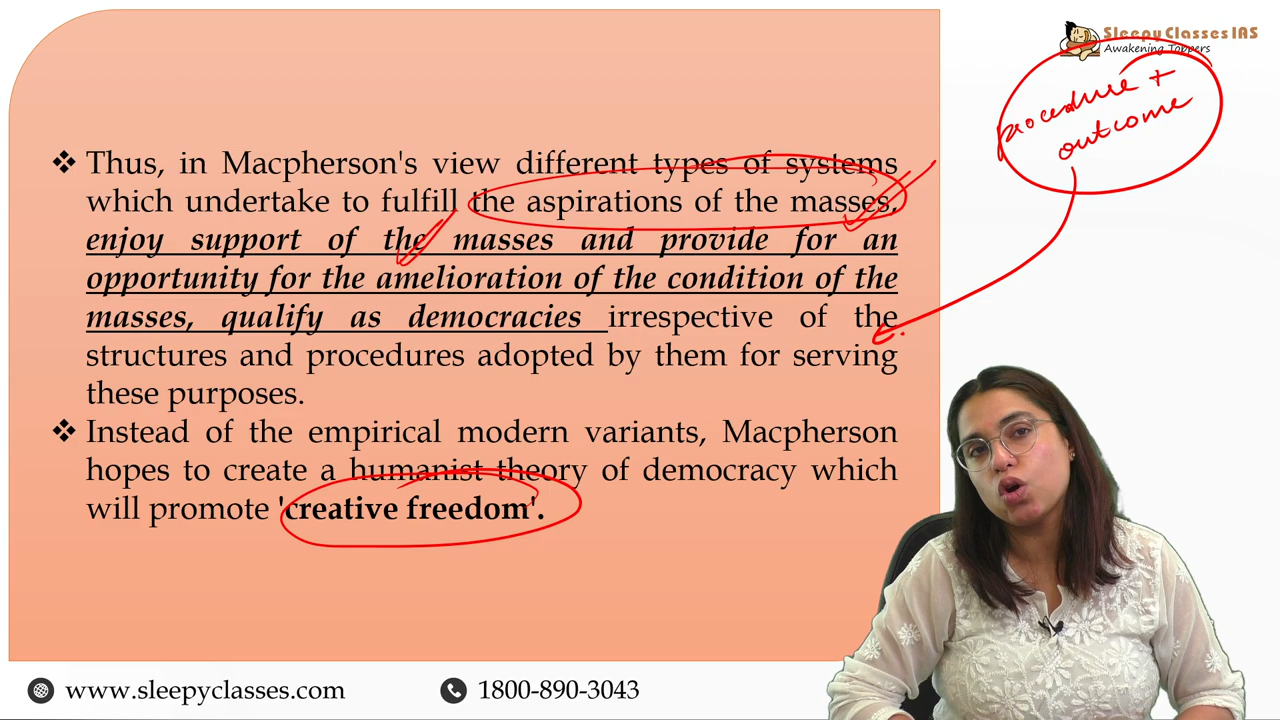 Sleepy Classes IAS
Awakening Toppers
procedure +
outcome
❖ Thus, in Macpherson's view different types of systems
which undertake to fulfill the aspirations of the masses,
enjoy support of the masses and provide for an
opportunity for the amelioration of the condition of the
masses, qualify as democracies irrespective of the
structures and procedures adopted by them for serving
these purposes.
❖ Instead of the empirical modern variants, Macpherson
hopes to create a humanist theory of democracy which
will promote 'creative freedom'.
www.sleepyclasses.com
1800-890-3043